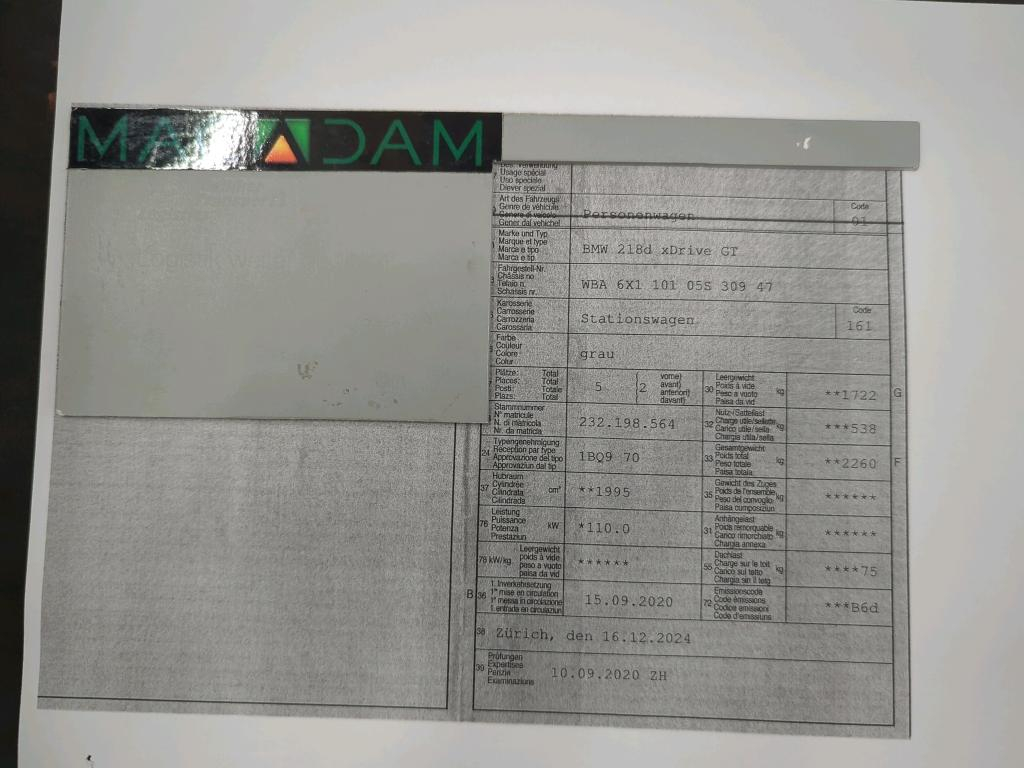 MAKADAM
Bes. Verwendung
Usage spécial
Uso speciale
Diever spezial
Art des Fahrzeugs
Genre de véhicule
Genere di veicolo
Gener dal vehichel
Personenwagen
Code
01
Marke und Typ
Marque et type
Marca e tipo
Marca e tip
BMW 218d xDrive GT
Fahrgestell-Nr.
Châssis no
Telaio n.
Schassis nr.
WBA 6X1 101 05S 309 47
Karosserie
Carrosserie
Carrozzeria
Carossaria
Stationswagen
Code
161
Farbe
Couleur
Colore
Colur
grau
Plätze: Total
Places: Total
Posti: Totale
Plazs: Total
5
(2
vorne)
avant)
anteriori)
davant)
30
Leergewicht
Poids à vide
Peso a vuoto
Paisa da vid
kg
**1722
G
Stammnummer
N° matricule
N. di matricola
Nr. da matricla
232.198.564
32
Nutz-/Sattellast
Charge utile/sellette
Carico utile/sella
Chargia utila/sella
kg
***538
24
Typengenehmigung
Réception par type
Approvazione del tipo
Approvaziun dal tip
1BQ9 70
33
Gesamtgewicht
Poids total
Peso totale
Paisa totala
kg
**2260
F
37
Hubraum
Cylindrée
Cilindrata
Cilindrada
cm³
**1995
35
Gewicht des Zuges
Poids de l'ensemble
Peso del convoglio
Paisa cumposiziun
kg
******
76
Leistung
Puissance
Potenza
Prestaziun
kW
*110.0
31
Anhängelast
Poids remorquable
Carico rimorchiato
Chargia annexa
kg
******
78 kW/kg
Leergewicht
poids à vide
peso a vuoto
paisa da vid
******
55
Dachlast
Charge sur le toit
Carico sul tetto
Chargia sin il tetg
kg
****75
B
36
1. Inverkehrsetzung
1re mise en circulation
1a messa in circolazione
1. entrada en circulaziun
15.09.2020
72
Emissionscode
Code émissions
Codice emissioni
Code d'emissiuns
***B6d
38
Zürich, den 16.12.2024
39
Prüfungen
Expertises
Perizie
Examinaziuns
10.09.2020 ZH